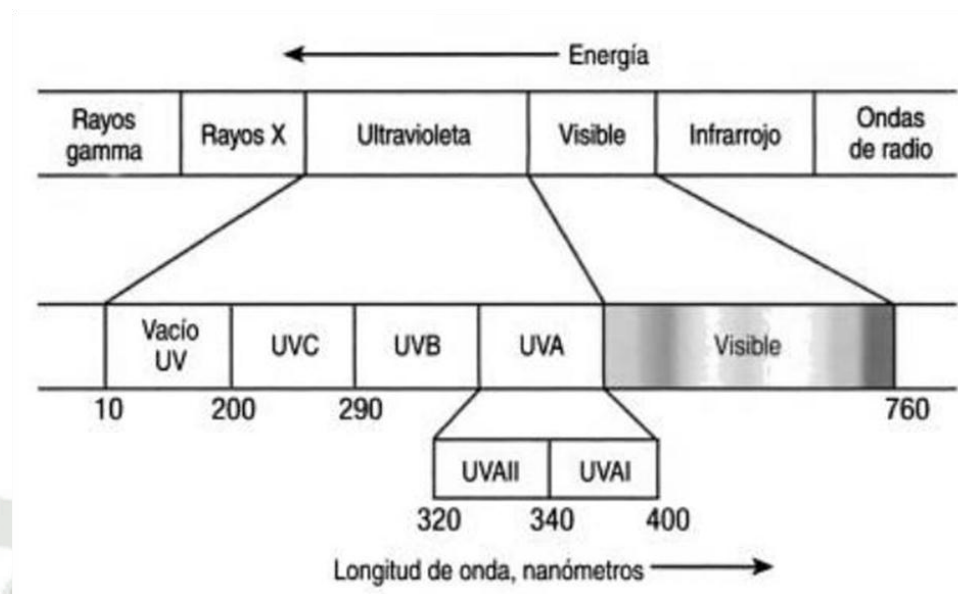 Energía
Rayos
gamma
Rayos X
Ultravioleta
Visible
Infrarrojo
Ondas
de radio
Vacío
UV
UVC
UVB
UVA
Visible
10
200
290
760
UVAII
UVAI
320
340
400
Longitud de onda, nanómetros